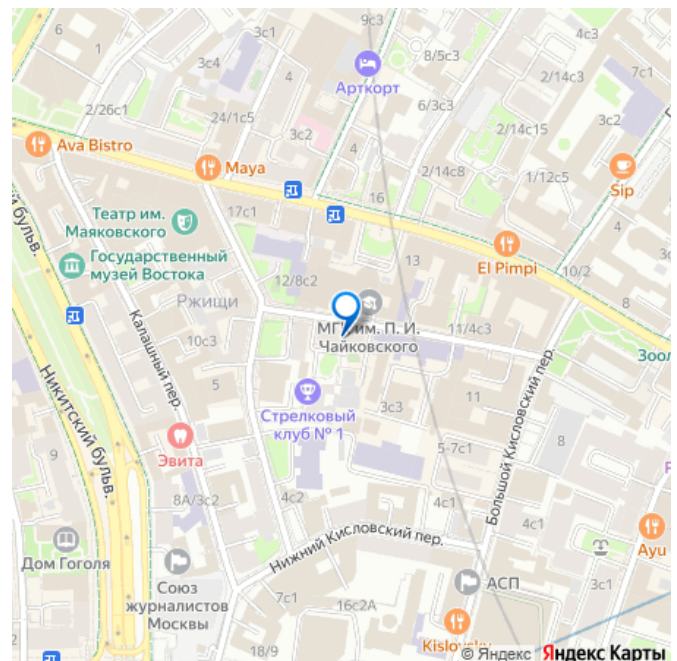 9с3
6
3с1
8/5с3
4с3
7с1
1
3с4
4
Арткорт
2/14с3
6/3с3
2/26с1
24/1с5
3с2
2/14с15
3с2
Ava Bistro
4
Maya
2/14с8
1/12с5
Sip
16
17с1
Театр им.
Маяковского
El Pimpi
Государственный
музей Востока
13
10/2
12/8с2
Ржищи
8
МГК им. П. И.
Чайковского
11/4с3
10с3
Калашный пер.
Никитский бульв.
5
Стрелковый
клуб № 1
3с3
11
Большой Кисловский пер.
Эвита
5-7с1
8
9
8А/3с2
4с2
4с1
4с1
Нижний Кисловский пер.
Ayu
Дом Гоголя
Союз
журналистов
Москвы
АСП
3с1
7с1
16с2А
18/9
© Яндекс Яндекс Карты